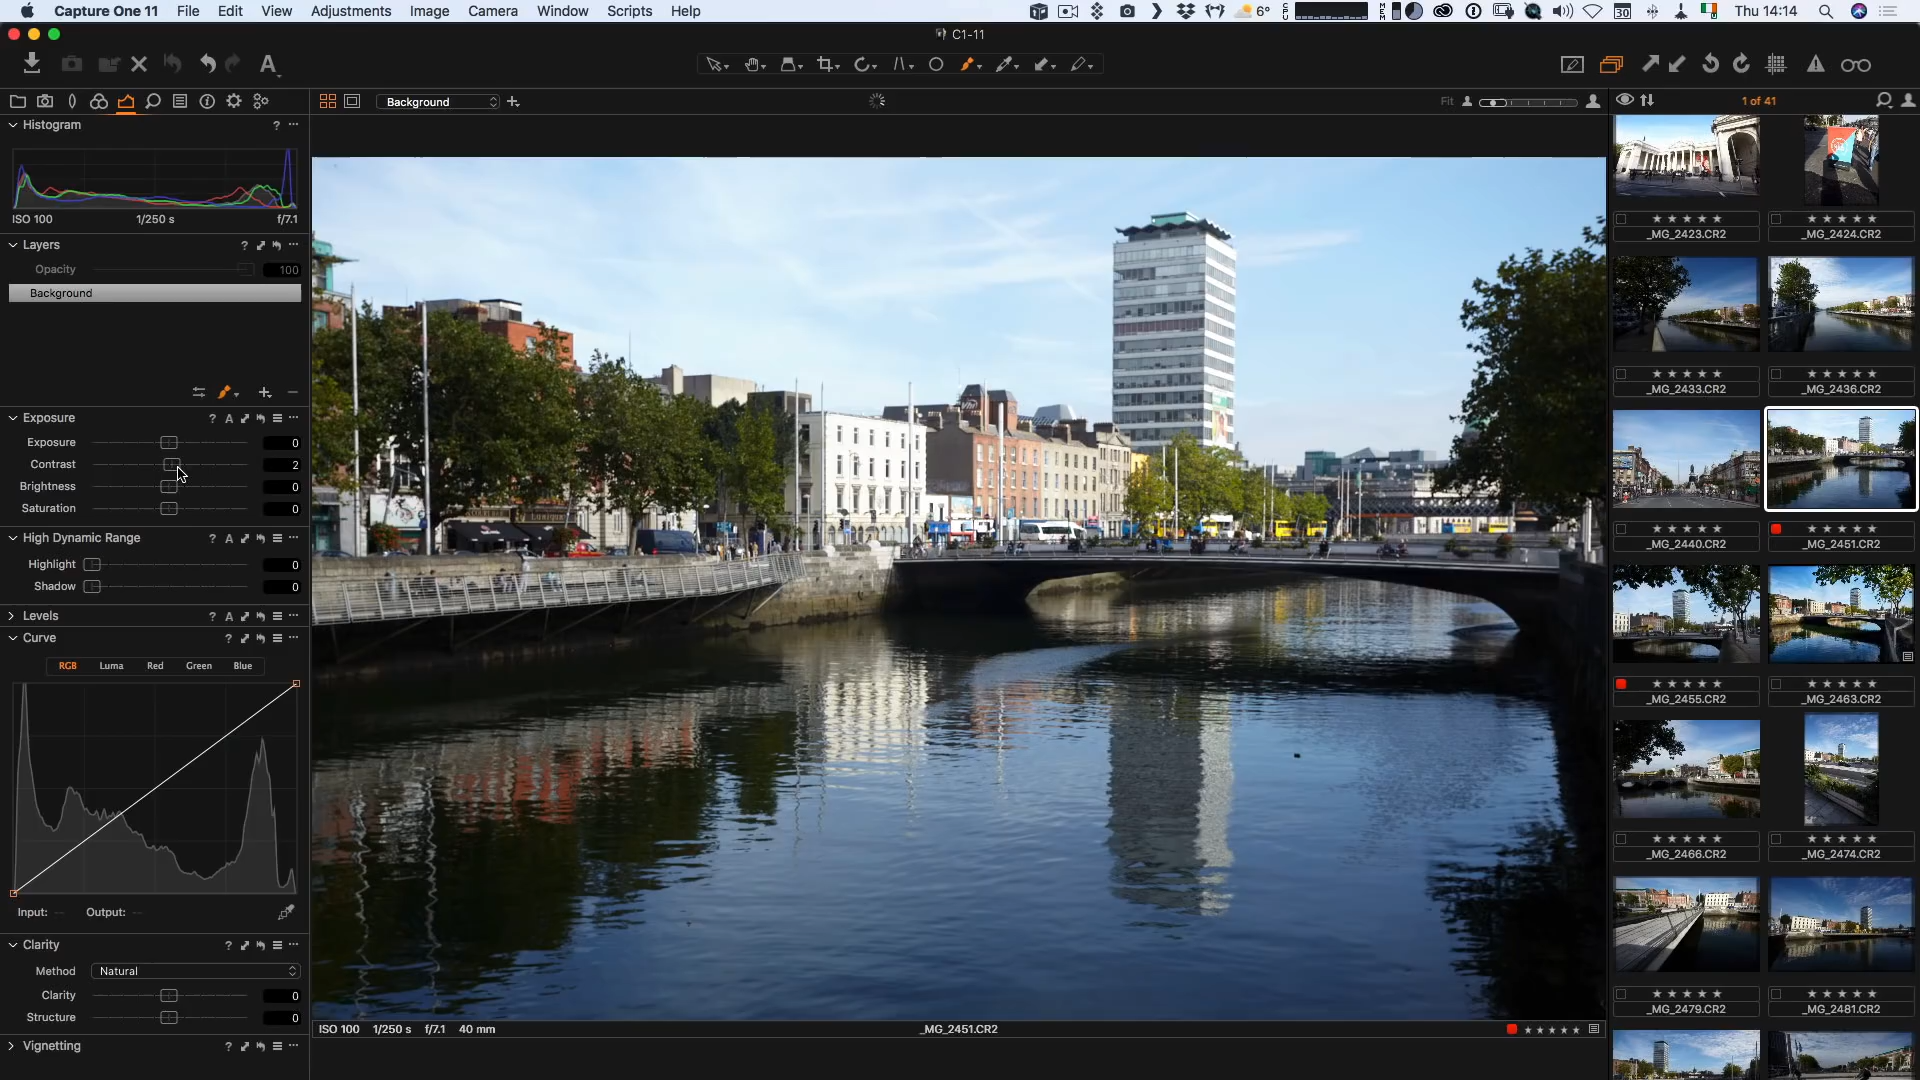 Capture One 11 File Edit View Adjustments Image Camera Window Scripts Help
6° CPU MEM 30 Thu 14:14
C1-11
A
Background
Fit
1 of 41
Histogram ?
ISO 100 1/250 s f/7.1
Layers ?
Opacity 100
Background
Exposure ? A
Exposure 0
Contrast 2
Brightness 0
Saturation 0
High Dynamic Range ? A
Highlight 0
Shadow 0
Levels ? A
Curve ?
RGB Luma Red Green Blue
Input: -- Output: --
Clarity ?
Method Natural
Clarity 0
Structure 0
Vignetting ?
ISO 100 1/250 s f/7.1 40 mm _MG_2451.CR2
_MG_2423.CR2 _MG_2424.CR2
_MG_2433.CR2 _MG_2436.CR2
_MG_2440.CR2 _MG_2451.CR2
_MG_2455.CR2 _MG_2463.CR2
_MG_2466.CR2 _MG_2474.CR2
_MG_2479.CR2 _MG_2481.CR2